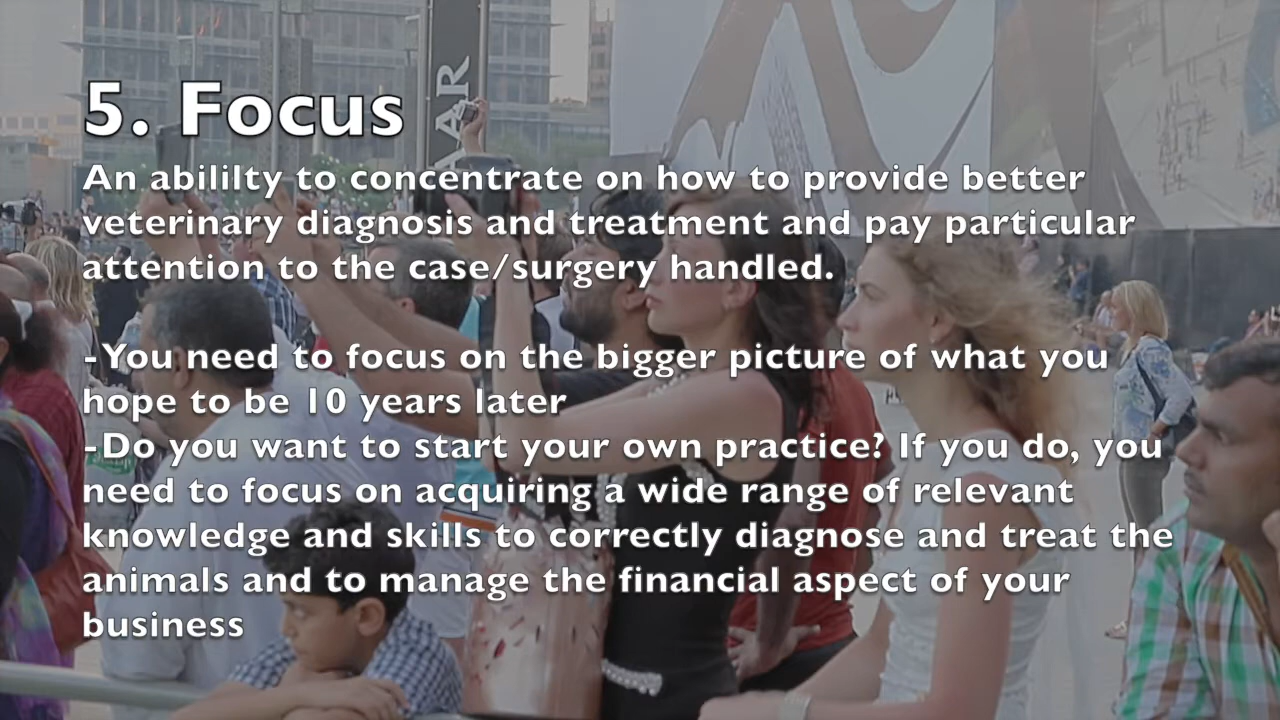 5. Focus
An abililty to concentrate on how to provide better
veterinary diagnosis and treatment and pay particular
attention to the case/surgery handled.
-You need to focus on the bigger picture of what you
hope to be 10 years later
-Do you want to start your own practice? If you do, you
need to focus on acquiring a wide range of relevant
knowledge and skills to correctly diagnose and treat the
animals and to manage the financial aspect of your
business